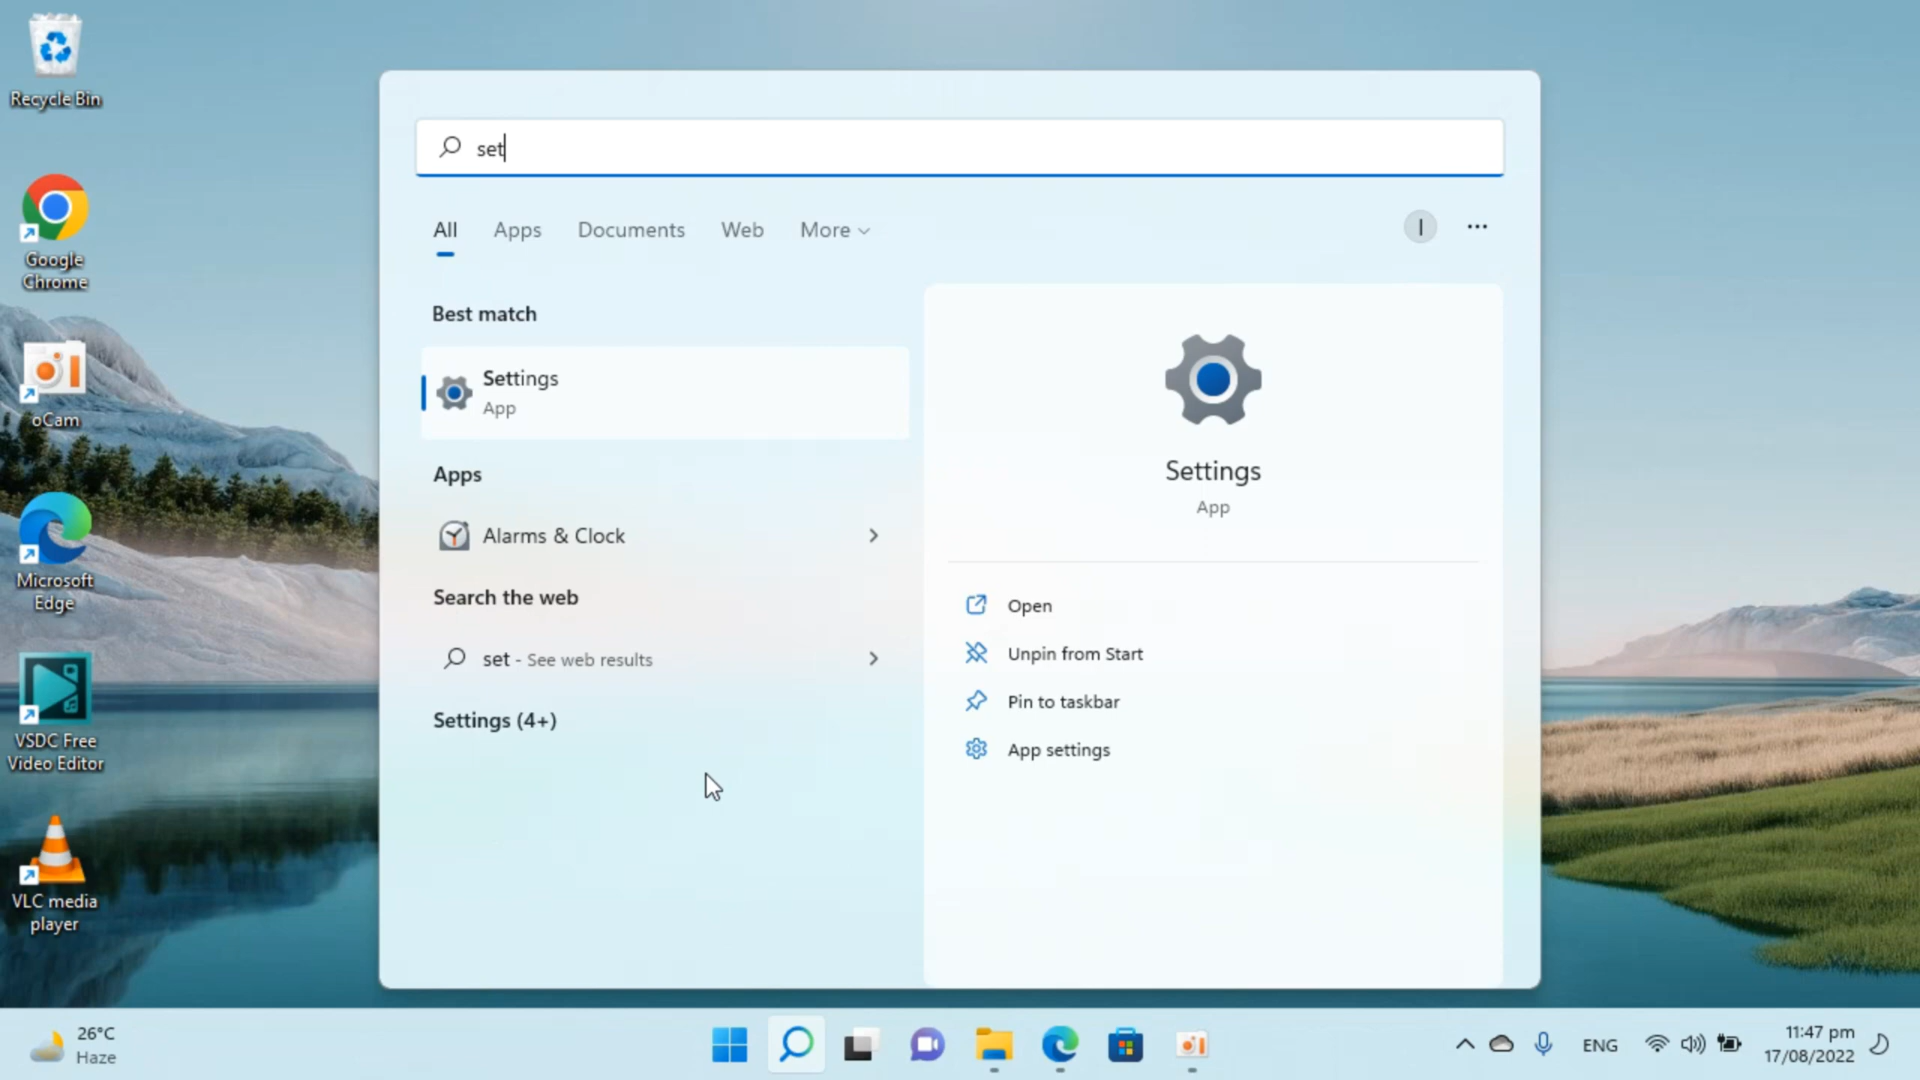 Recycle Bin
Google
Chrome
oCam
Microsoft
Edge
VSDC Free
Video Editor
VLC media
player
set
All
Apps
Documents
Web
More
I
Best match
Settings
App
Apps
Alarms & Clock
Search the web
set - See web results
Settings (4+)
Settings
App
Open
Unpin from Start
Pin to taskbar
App settings
26°C
Haze
ENG
11:47 pm
17/08/2022